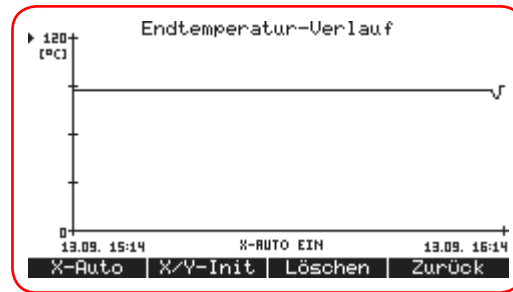 Endtemperatur-Verlauf
120
[°C]
0
13.09. 15:14 X-AUTO EIN 13.09. 16:14
X-Auto X/Y-Init Löschen Zurück